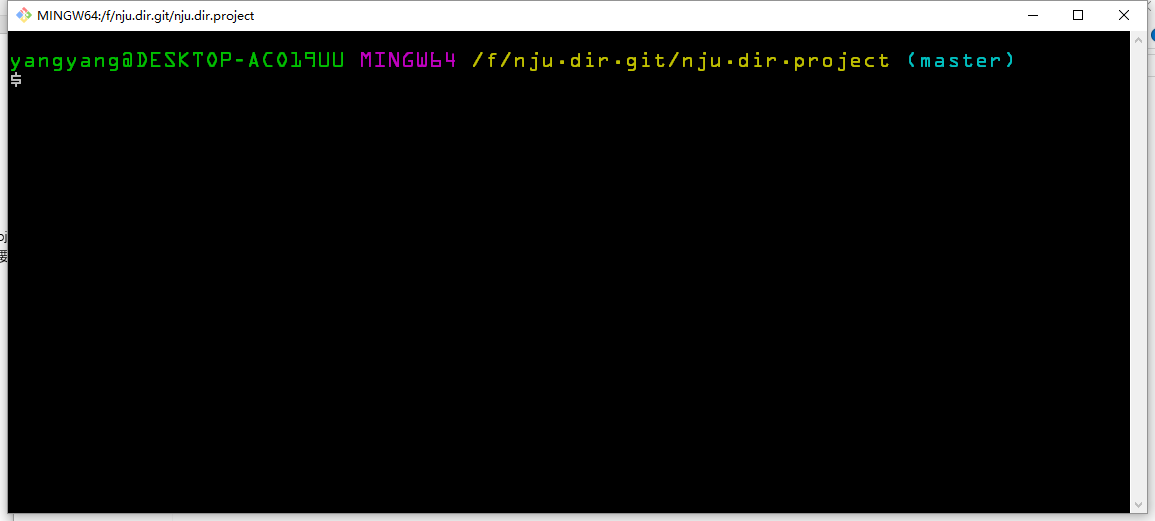 MINGW64:/f/nju.dir.git/nju.dir.project
yangyang@DESKTOP-AC019UU MINGW64 /f/nju.dir.git/nju.dir.project (master)
$